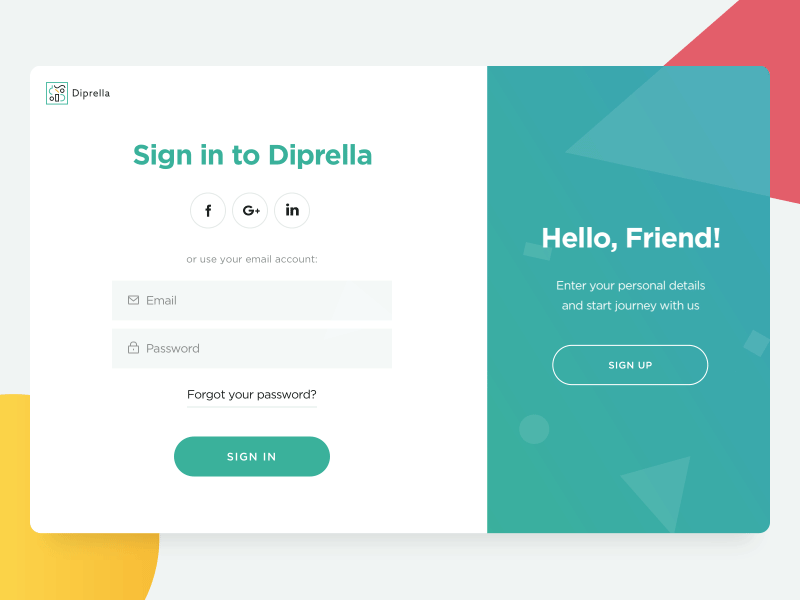 Diprella
Sign in to Diprella
f
G+
in
or use your email account:
Email
Password
Forgot your password?
SIGN IN
Hello, Friend!
Enter your personal details
and start journey with us
SIGN UP